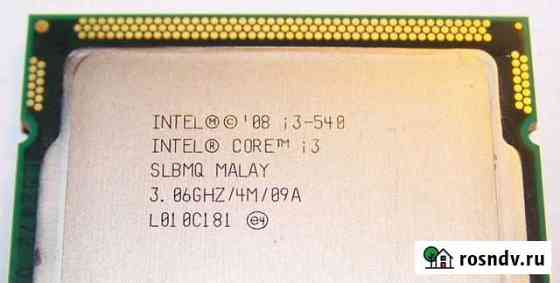 INTEL®©'08 i3-540
INTEL® CORE™ i3
SLBMQ MALAY
3.06GHZ/4M/09A
L010C181 e4
rosndv.ru